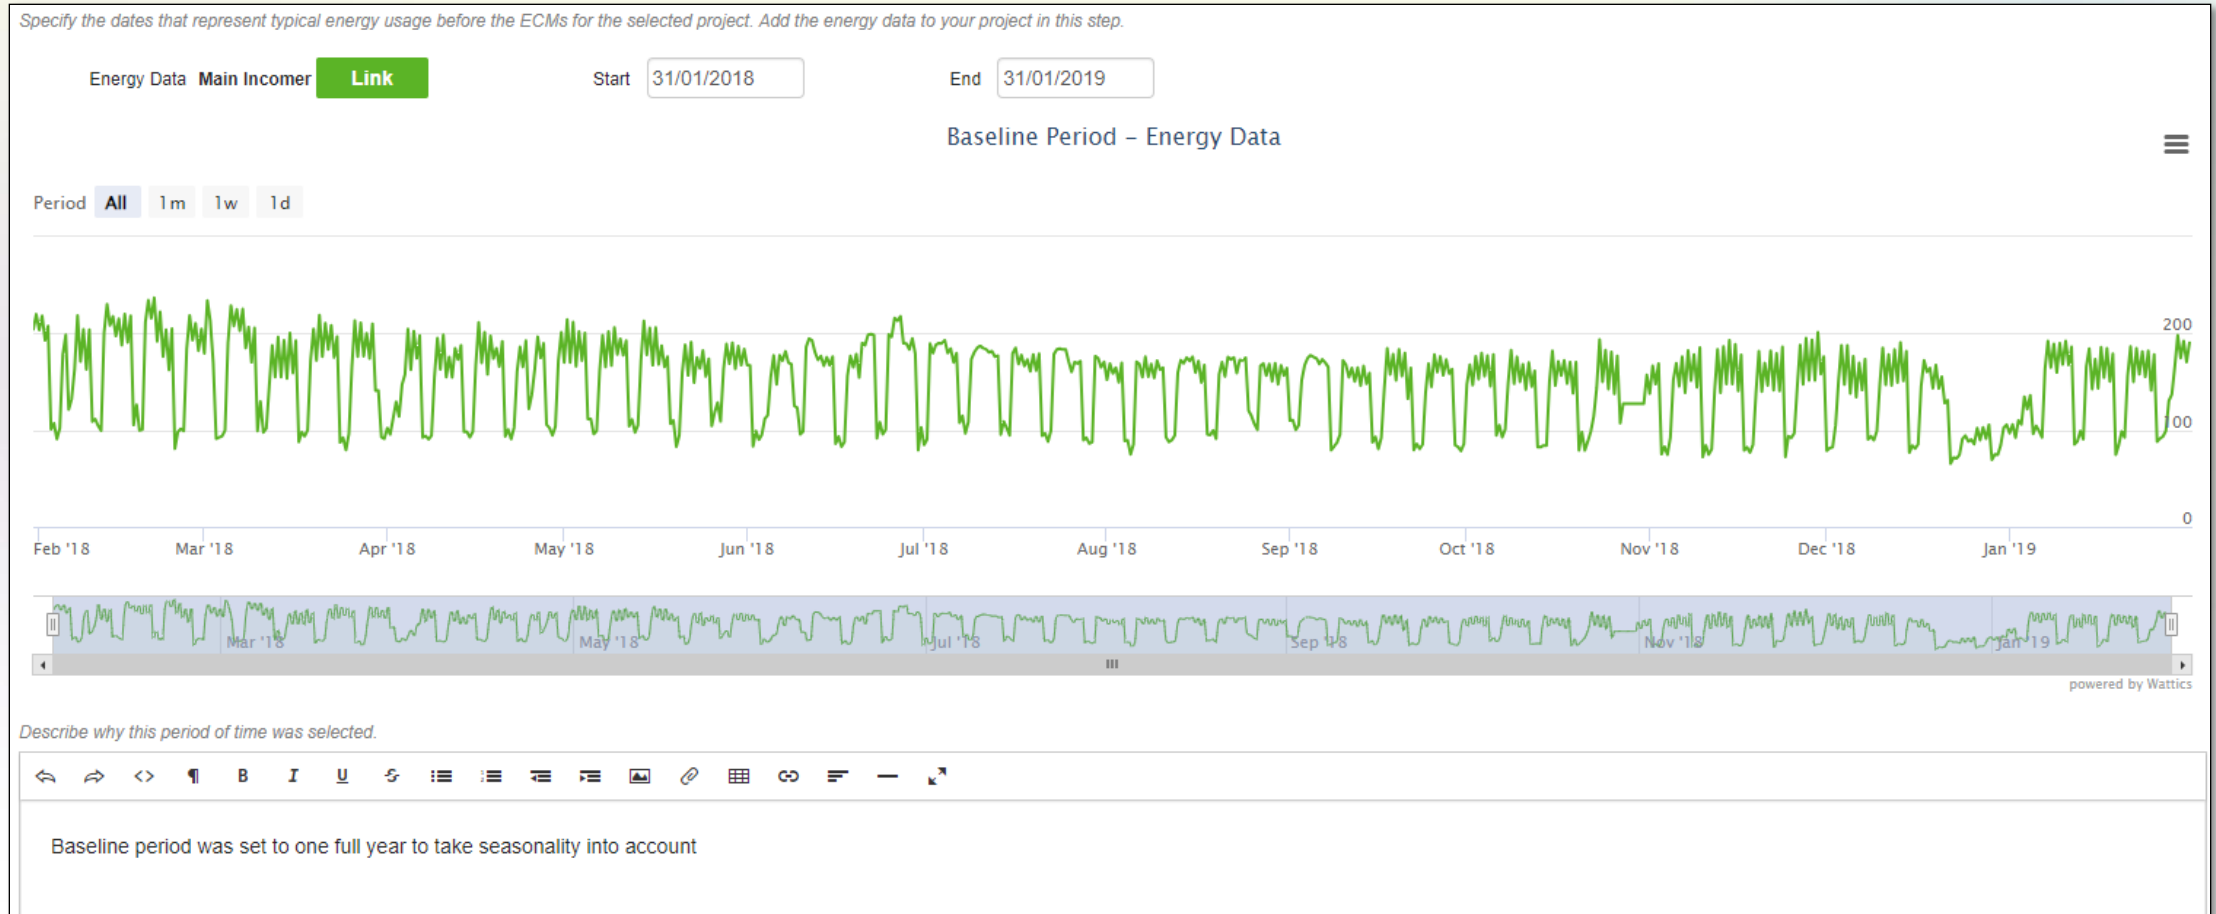 Specify the dates that represent typical energy usage before the ECMs for the selected project. Add the energy data to your project in this step.
Energy Data Main Incomer Link Start 31/01/2018 End 31/01/2019
Baseline Period – Energy Data
Period All 1m 1w 1d
200
100
0
Feb '18 Mar '18 Apr '18 May '18 Jun '18 Jul '18 Aug '18 Sep '18 Oct '18 Nov '18 Dec '18 Jan '19
Mar '18 May '18 Jul '18 Sep '18 Nov '18 Jan '19
powered by Wattics
Describe why this period of time was selected.
Baseline period was set to one full year to take seasonality into account